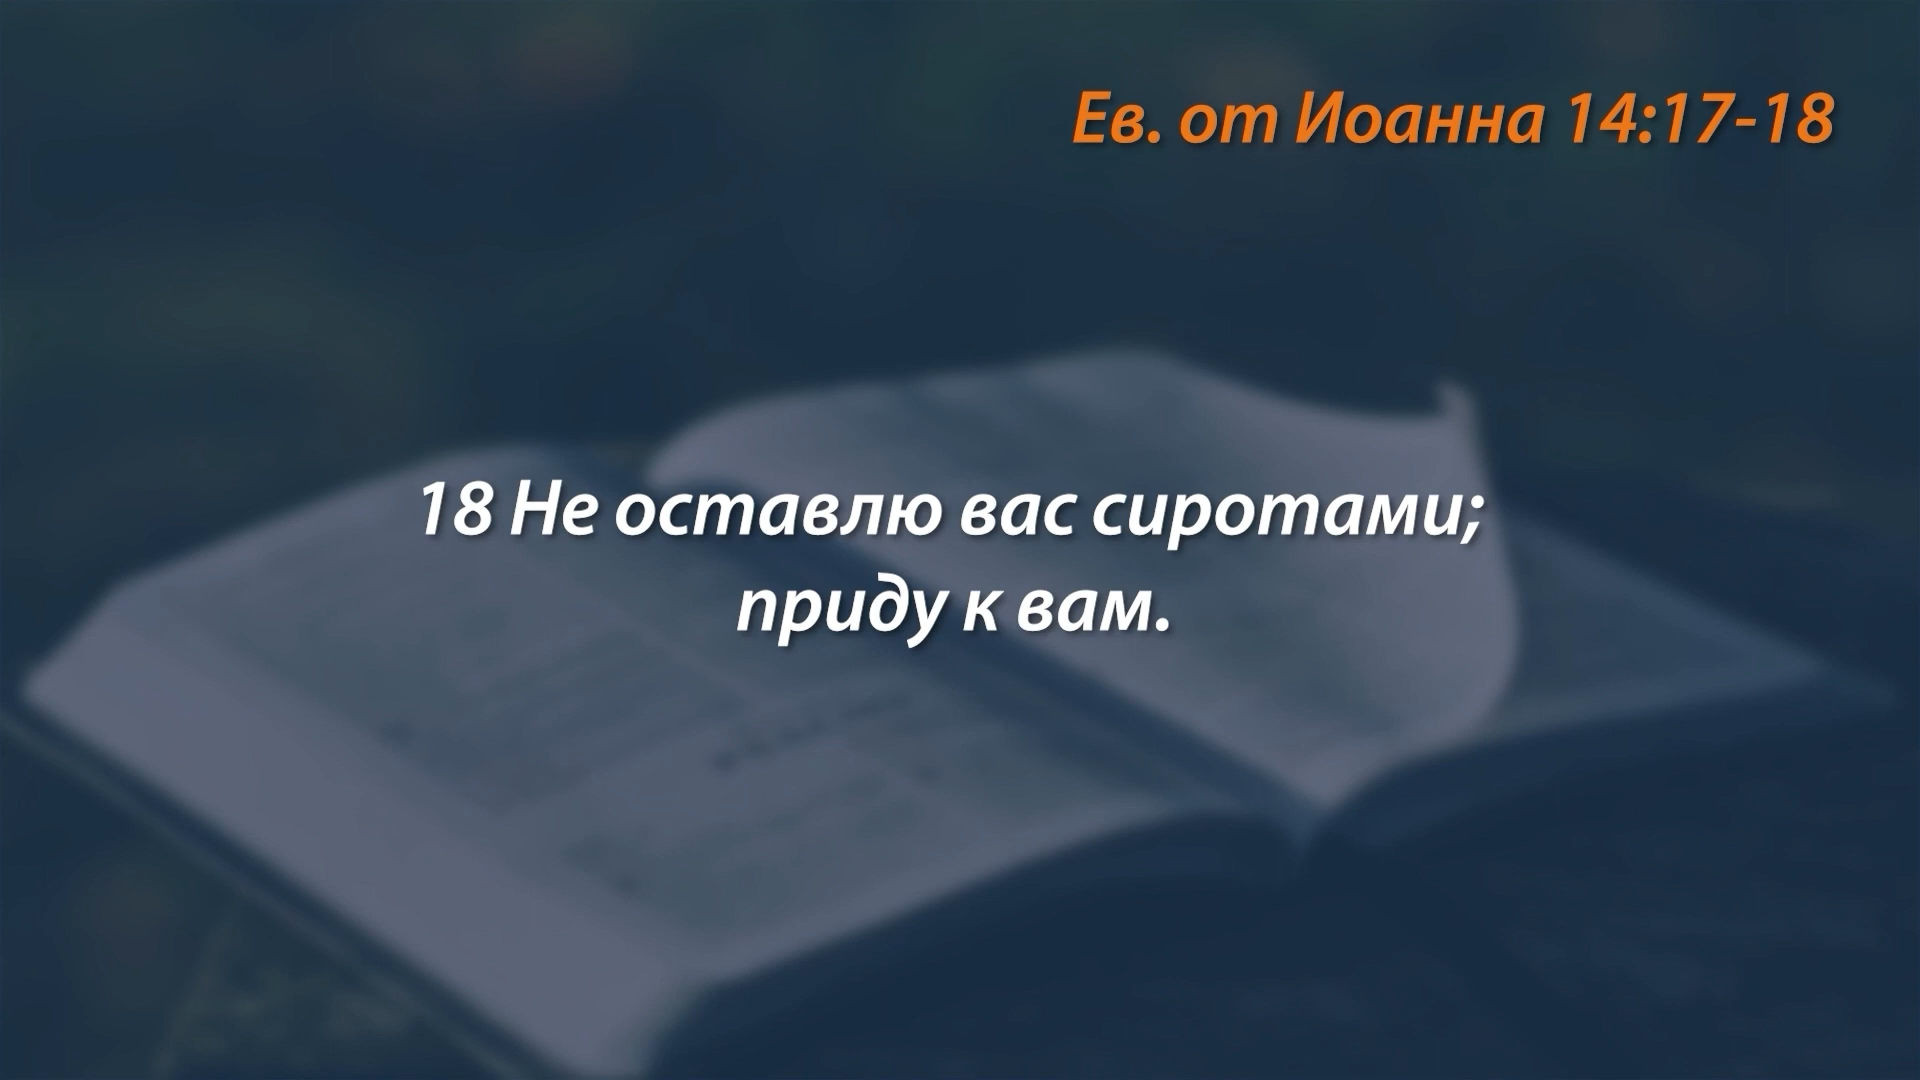 Ев. от Иоанна 14:17-18
18 Не оставлю вас сиротами;
приду к вам.